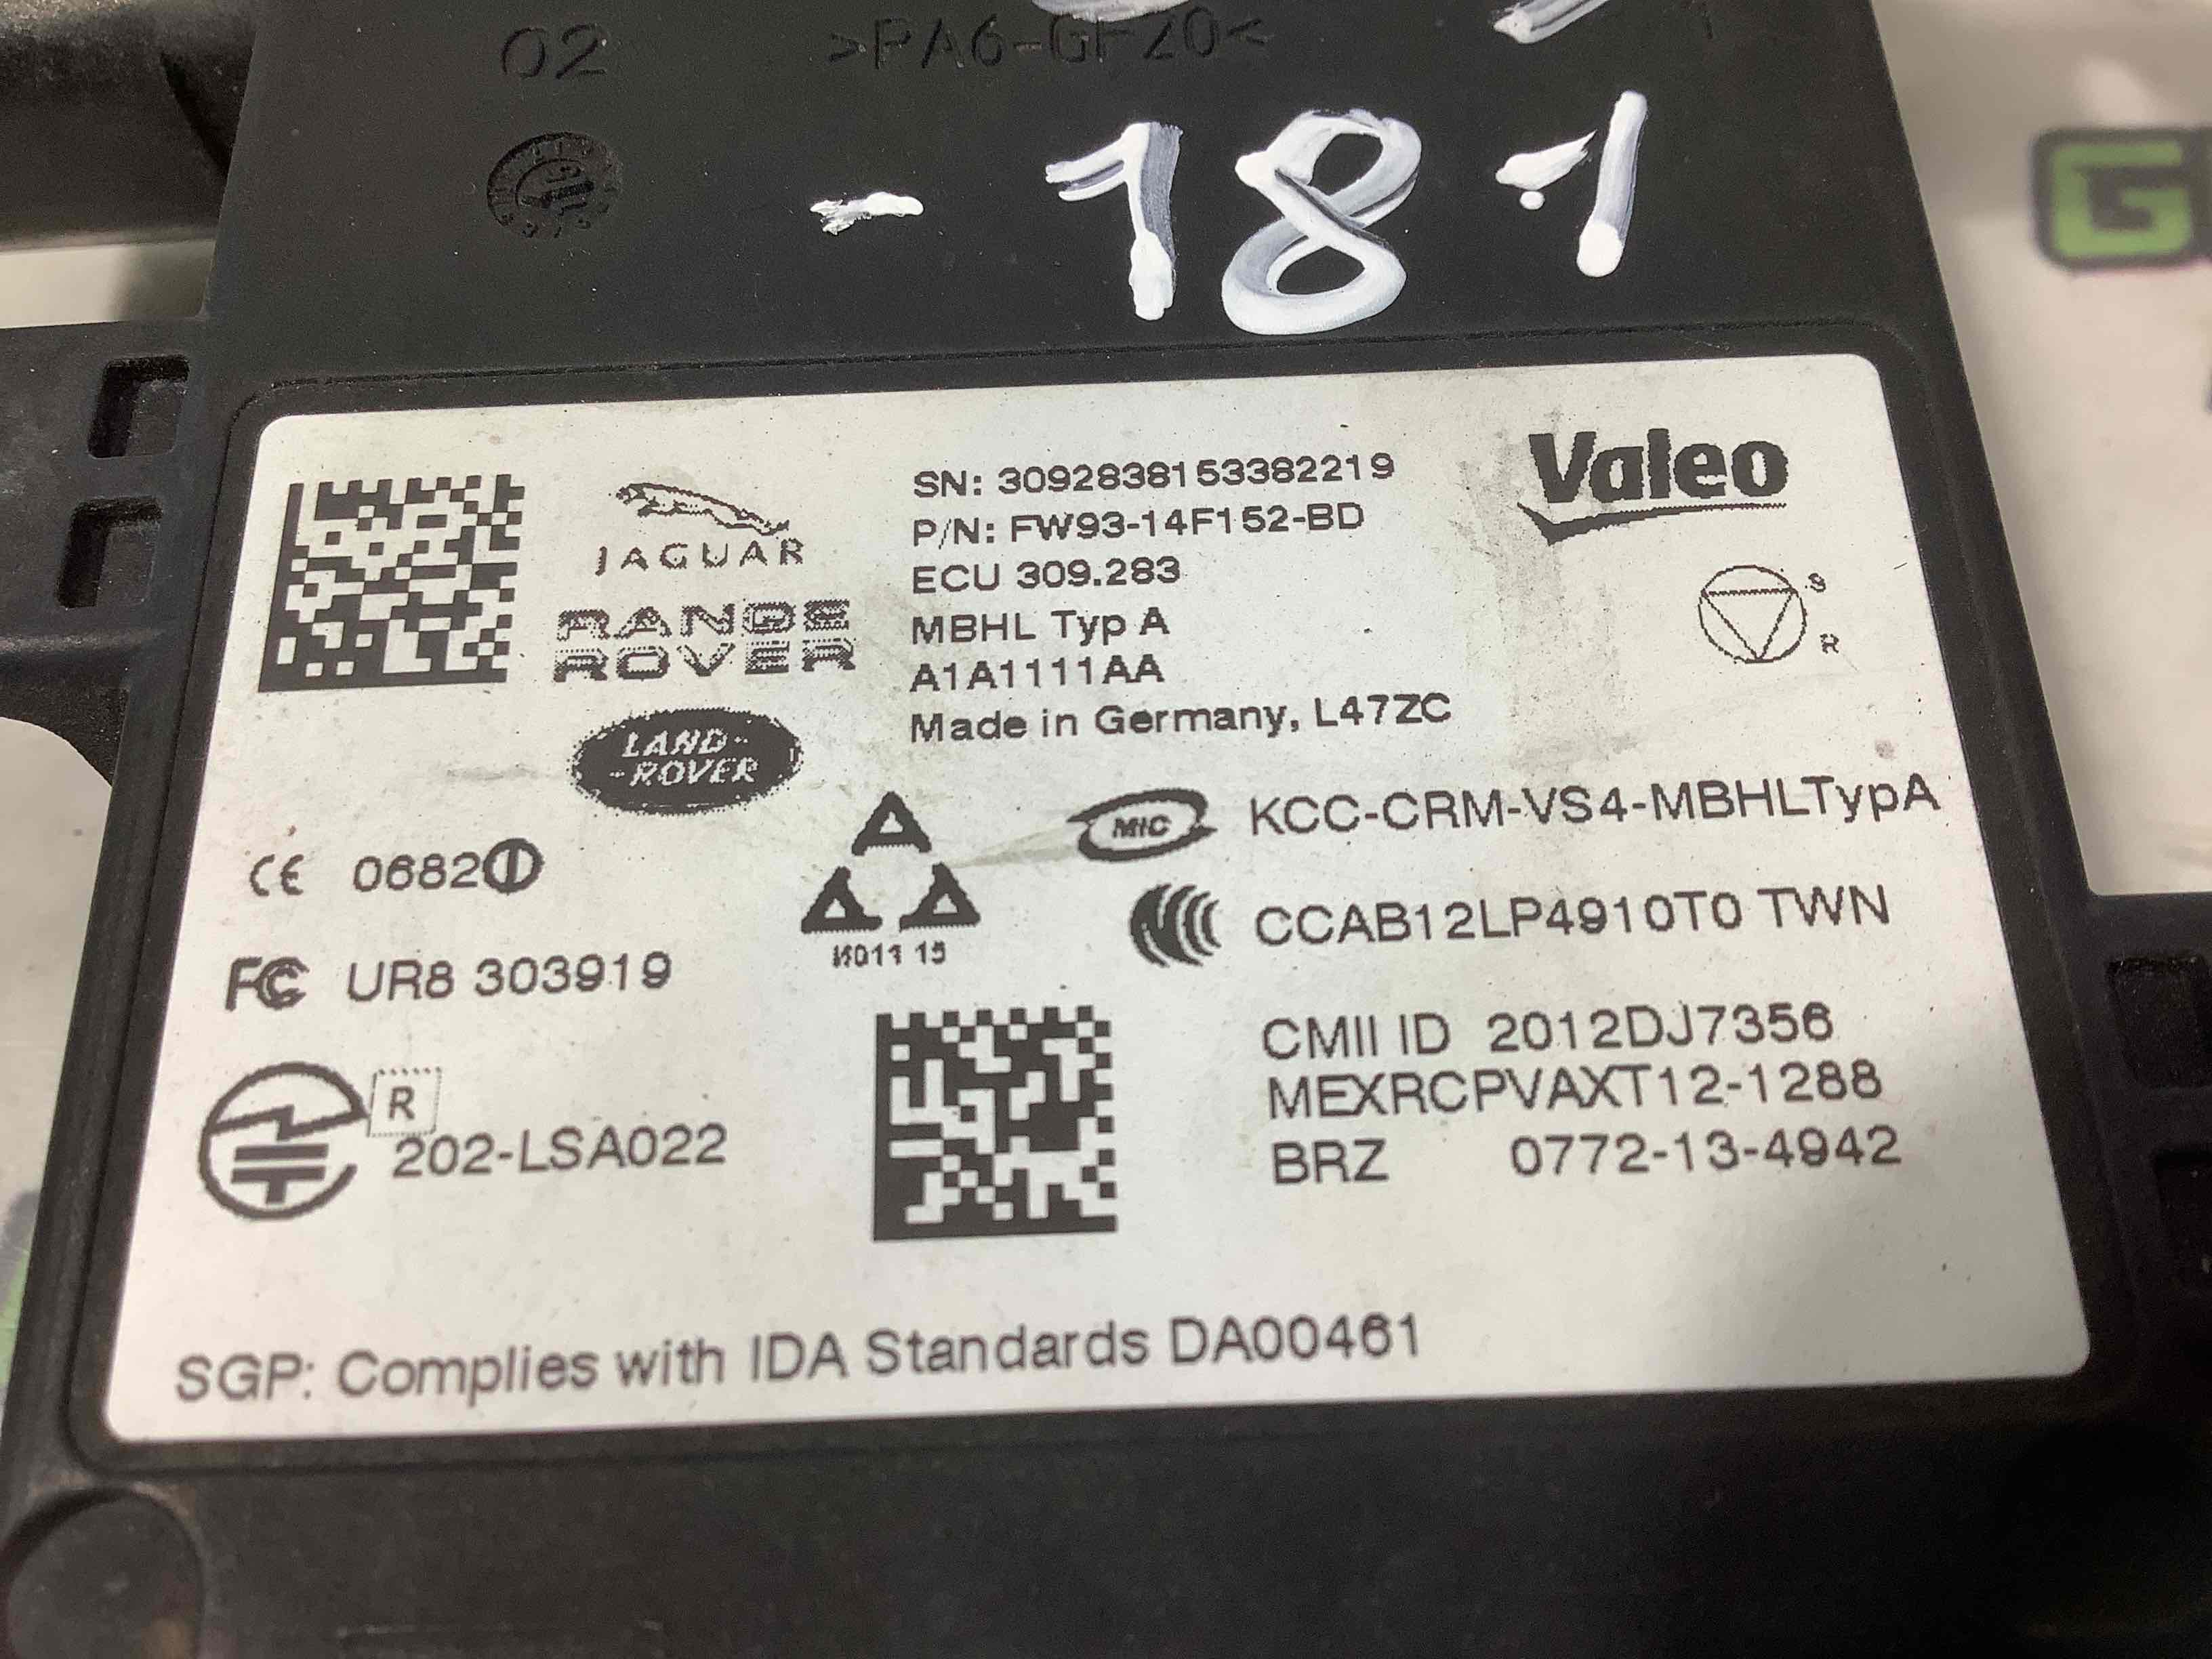 02 >PA6-GF20<
- 181
SN: 3092838153382219
P/N: FW93-14F152-BD
ECU 309.283
MBHL Typ A
A1A1111AA
Made in Germany, L47ZC
Valeo
S
R
JAGUAR
RANGE
ROVER
LAND-
-ROVER
CE 0682
FC UR8 303919
R
202-LSA022
MIC KCC-CRM-VS4-MBHLTypA
CCAB12LP4910T0 TWN
CMII ID 2012DJ7356
MEXRCPVAXT12-1288
BRZ 0772-13-4942
SGP: Complies with IDA Standards DA00461
G